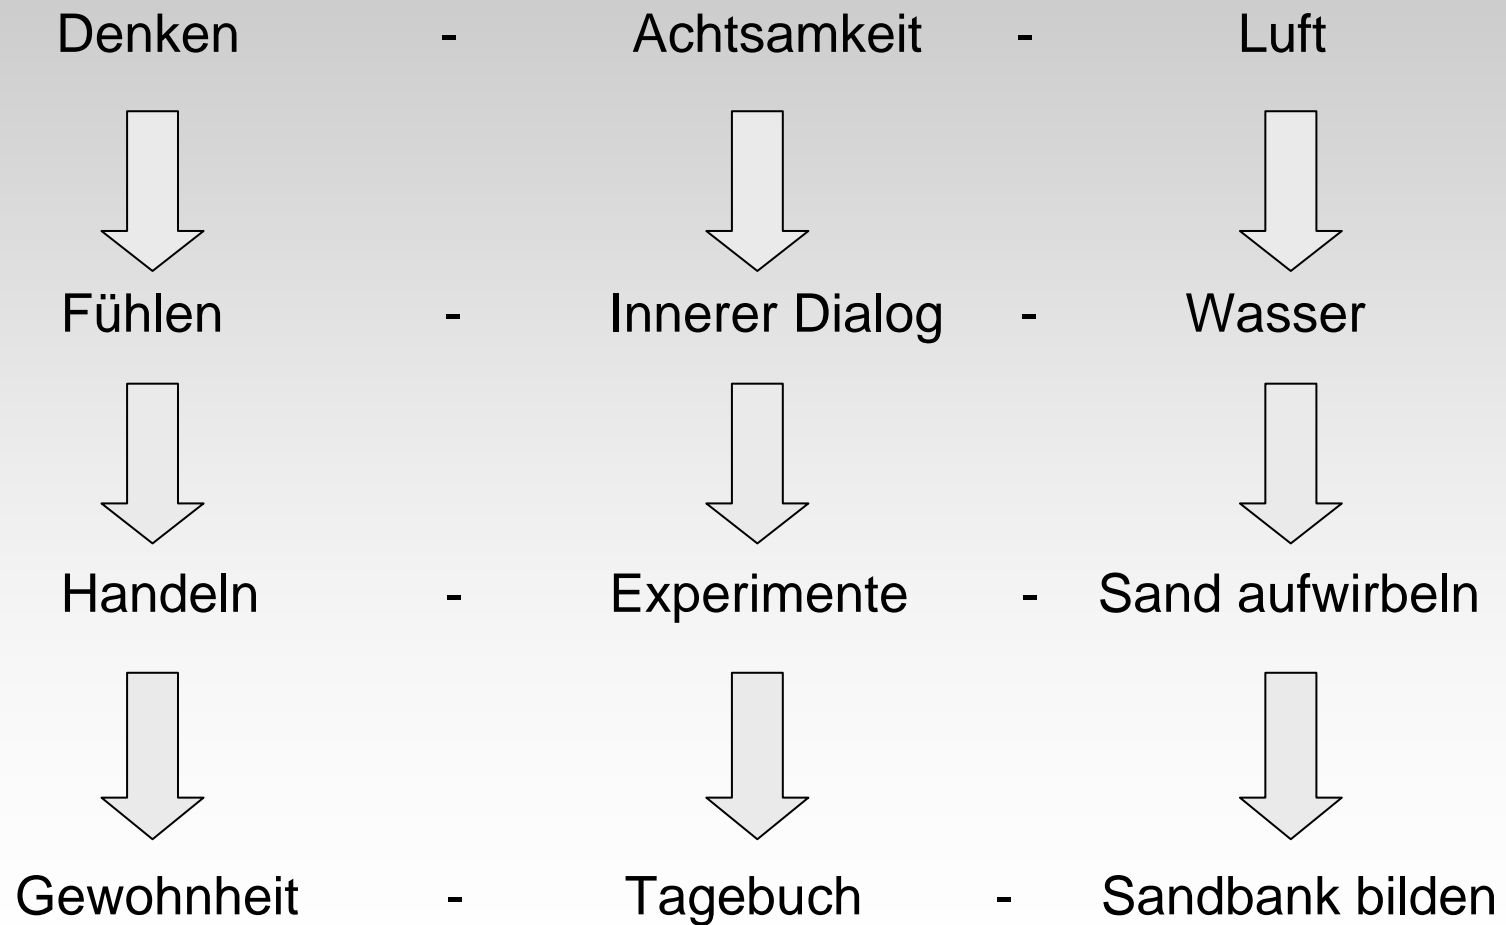 Denken - Achtsamkeit - Luft
Fühlen - Innerer Dialog - Wasser
Handeln - Experimente - Sand aufwirbeln
Gewohnheit - Tagebuch - Sandbank bilden